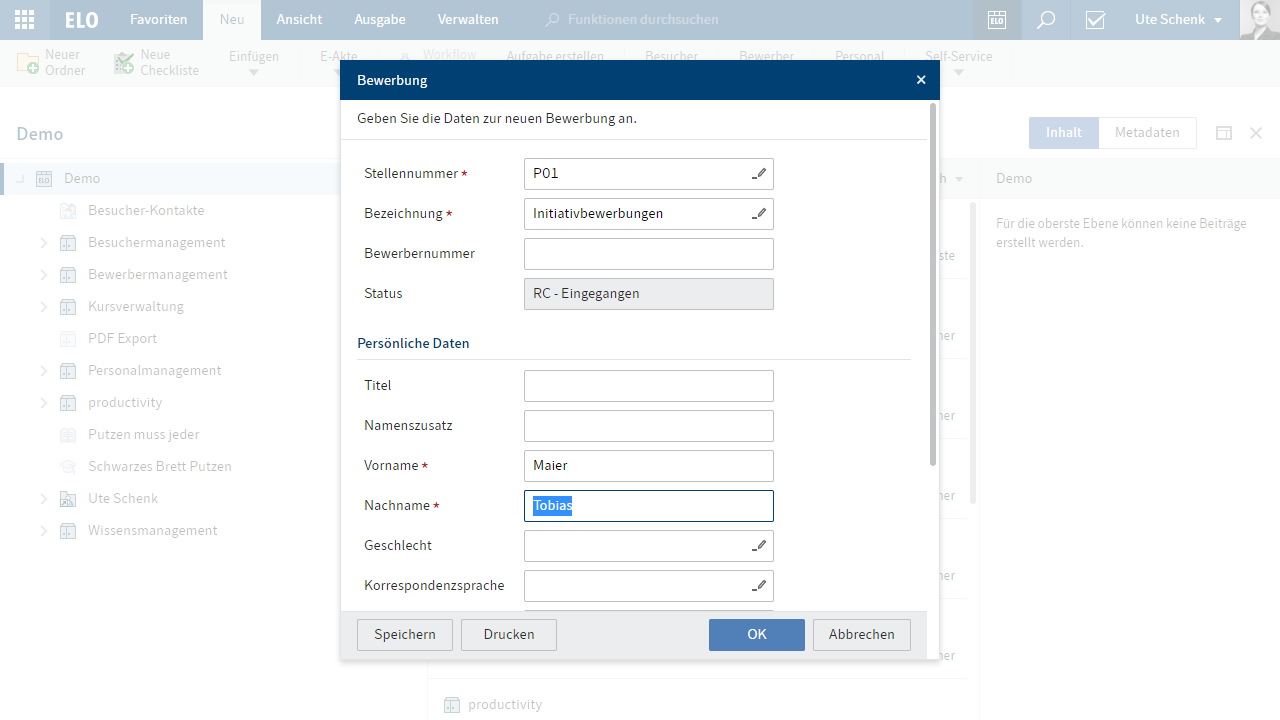 ELO Favoriten Neu Ansicht Ausgabe Verwalten Funktionen durchsuchen ELO Ute Schenk
Neuer Ordner
Neue Checkliste
Einfügen
E-Akte
Workflow
Aufgabe erstellen
Besucher
Bewerber
Personal
Self-Service
Bewerbung
Geben Sie die Daten zur neuen Bewerbung an.
Demo
Inhalt Metadaten
ELO Demo
Besucher-Kontakte
Besuchermanagement
Bewerbermanagement
Kursverwaltung
PDF Export
Personalmanagement
productivity
Putzen muss jeder
Schwarzes Brett Putzen
Ute Schenk
Wissensmanagement
Stellennummer * P01
Bezeichnung * Initiativbewerbungen
Bewerbernummer
Status RC - Eingegangen
Persönliche Daten
Titel
Namenszusatz
Vorname * Maier
Nachname * Tobias
Geschlecht
Korrespondenzsprache
Speichern Drucken OK Abbrechen
productivity
Demo
Für die oberste Ebene können keine Beiträge
erstellt werden.